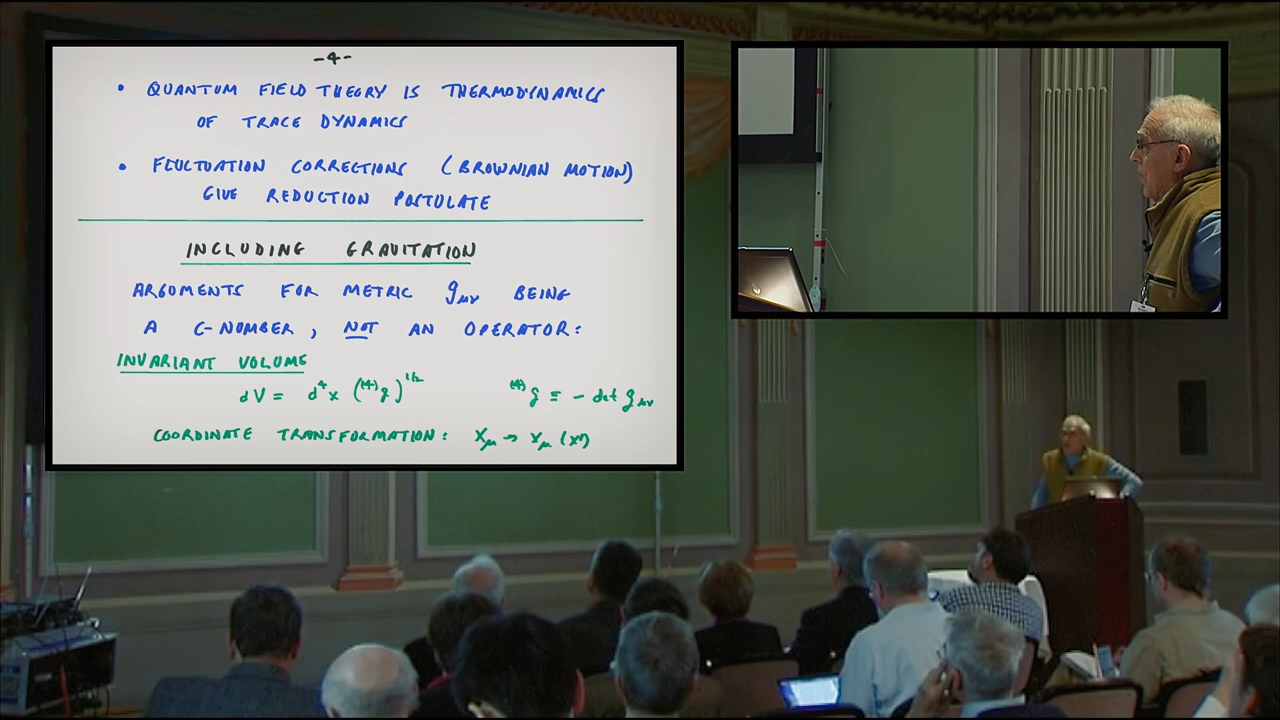 -4-
• QUANTUM FIELD THEORY IS THERMODYNAMICS
OF TRACE DYNAMICS
• FLUCTUATION CORRECTIONS (BROWNIAN MOTION)
GIVE REDUCTION POSTULATE
INCLUDING GRAVITATION
ARGUMENTS FOR METRIC gμν BEING
A C-NUMBER, NOT AN OPERATOR:
INVARIANT VOLUME
dV = d⁴x (⁽⁴⁾g)^1/2 ⁽⁴⁾g ≡ - det gμν
COORDINATE TRANSFORMATION: xμ → xμ(x')